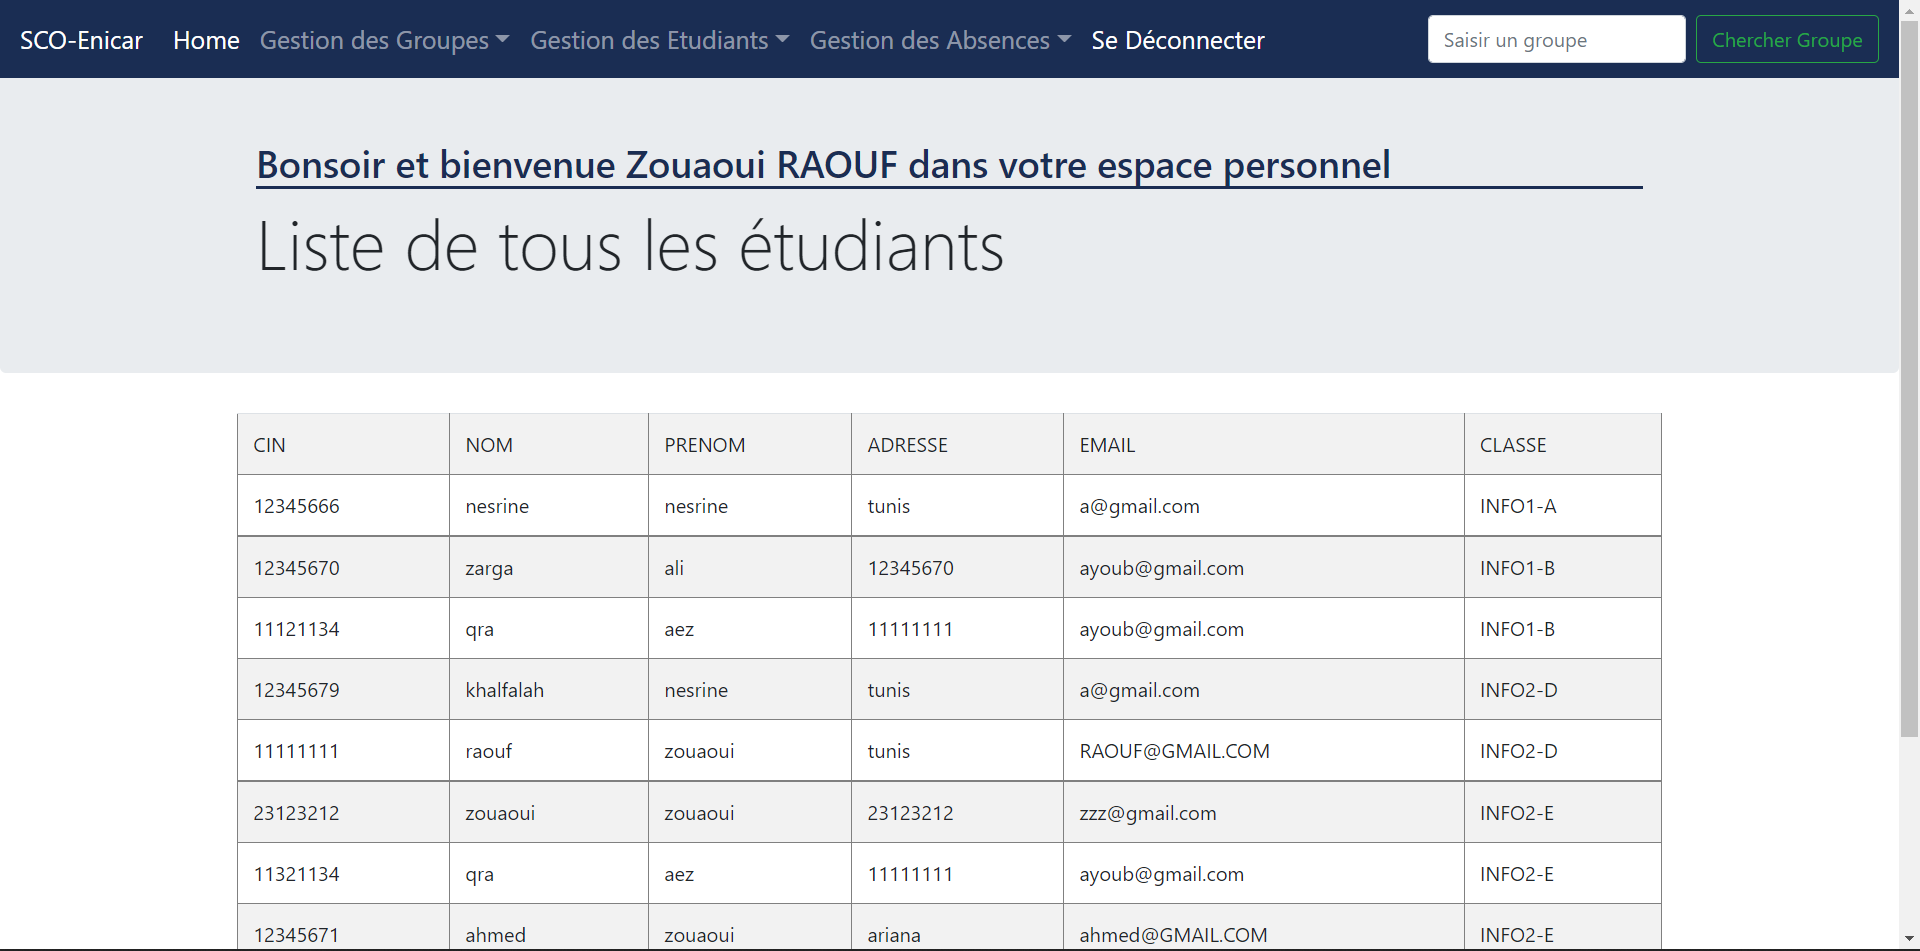 SCO-Enicar Home Gestion des Groupes Gestion des Etudiants Gestion des Absences Se Déconnecter Saisir un groupe Chercher Groupe
Bonsoir et bienvenue Zouaoui RAOUF dans votre espace personnel
Liste de tous les étudiants
CIN NOM PRENOM ADRESSE EMAIL CLASSE
12345666 nesrine nesrine tunis a@gmail.com INFO1-A
12345670 zarga ali 12345670 ayoub@gmail.com INFO1-B
11121134 qra aez 11111111 ayoub@gmail.com INFO1-B
12345679 khalfalah nesrine tunis a@gmail.com INFO2-D
11111111 raouf zouaoui tunis RAOUF@GMAIL.COM INFO2-D
23123212 zouaoui zouaoui 23123212 zzz@gmail.com INFO2-E
11321134 qra aez 11111111 ayoub@gmail.com INFO2-E
12345671 ahmed zouaoui ariana ahmed@GMAIL.COM INFO2-E